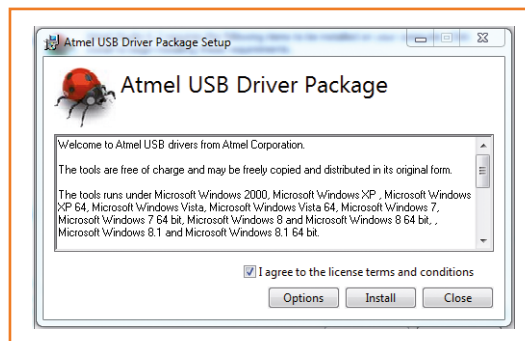 Atmel USB Driver Package Setup
Atmel USB Driver Package
Welcome to Atmel USB drivers from Atmel Corporation.
The tools are free of charge and may be freely copied and distributed in its original form.
The tools runs under Microsoft Windows 2000, Microsoft Windows XP , Microsoft Windows
XP 64, Microsoft Windows Vista, Microsoft Windows Vista 64, Microsoft Windows 7,
Microsoft Windows 7 64 bit, Microsoft Windows 8 and Microsoft Windows 8 64 bit, ,
Microsoft Windows 8.1 and Microsoft Windows 8.1 64 bit.
I agree to the license terms and conditions
Options Install Close